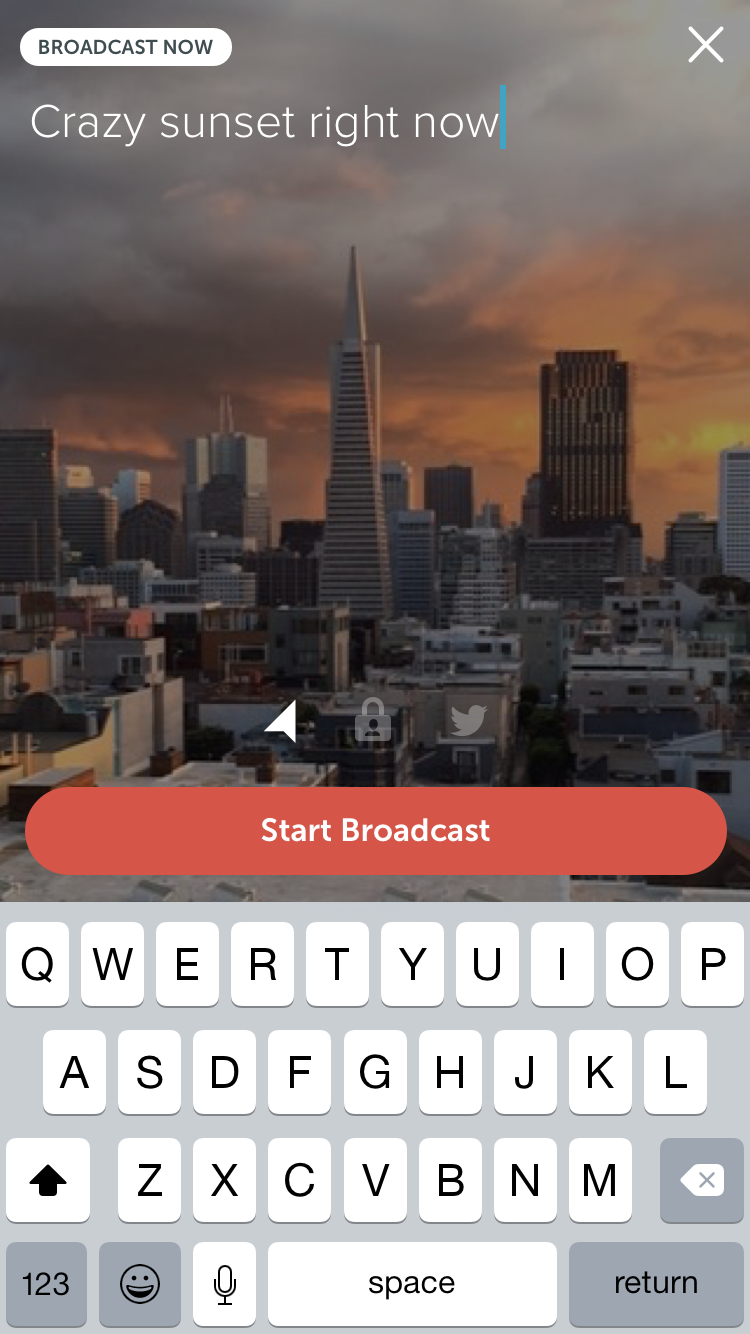 BROADCAST NOW
Crazy sunset right now
Start Broadcast
Q W E R T Y U I O P
A S D F G H J K L
Z X C V B N M
123 space return